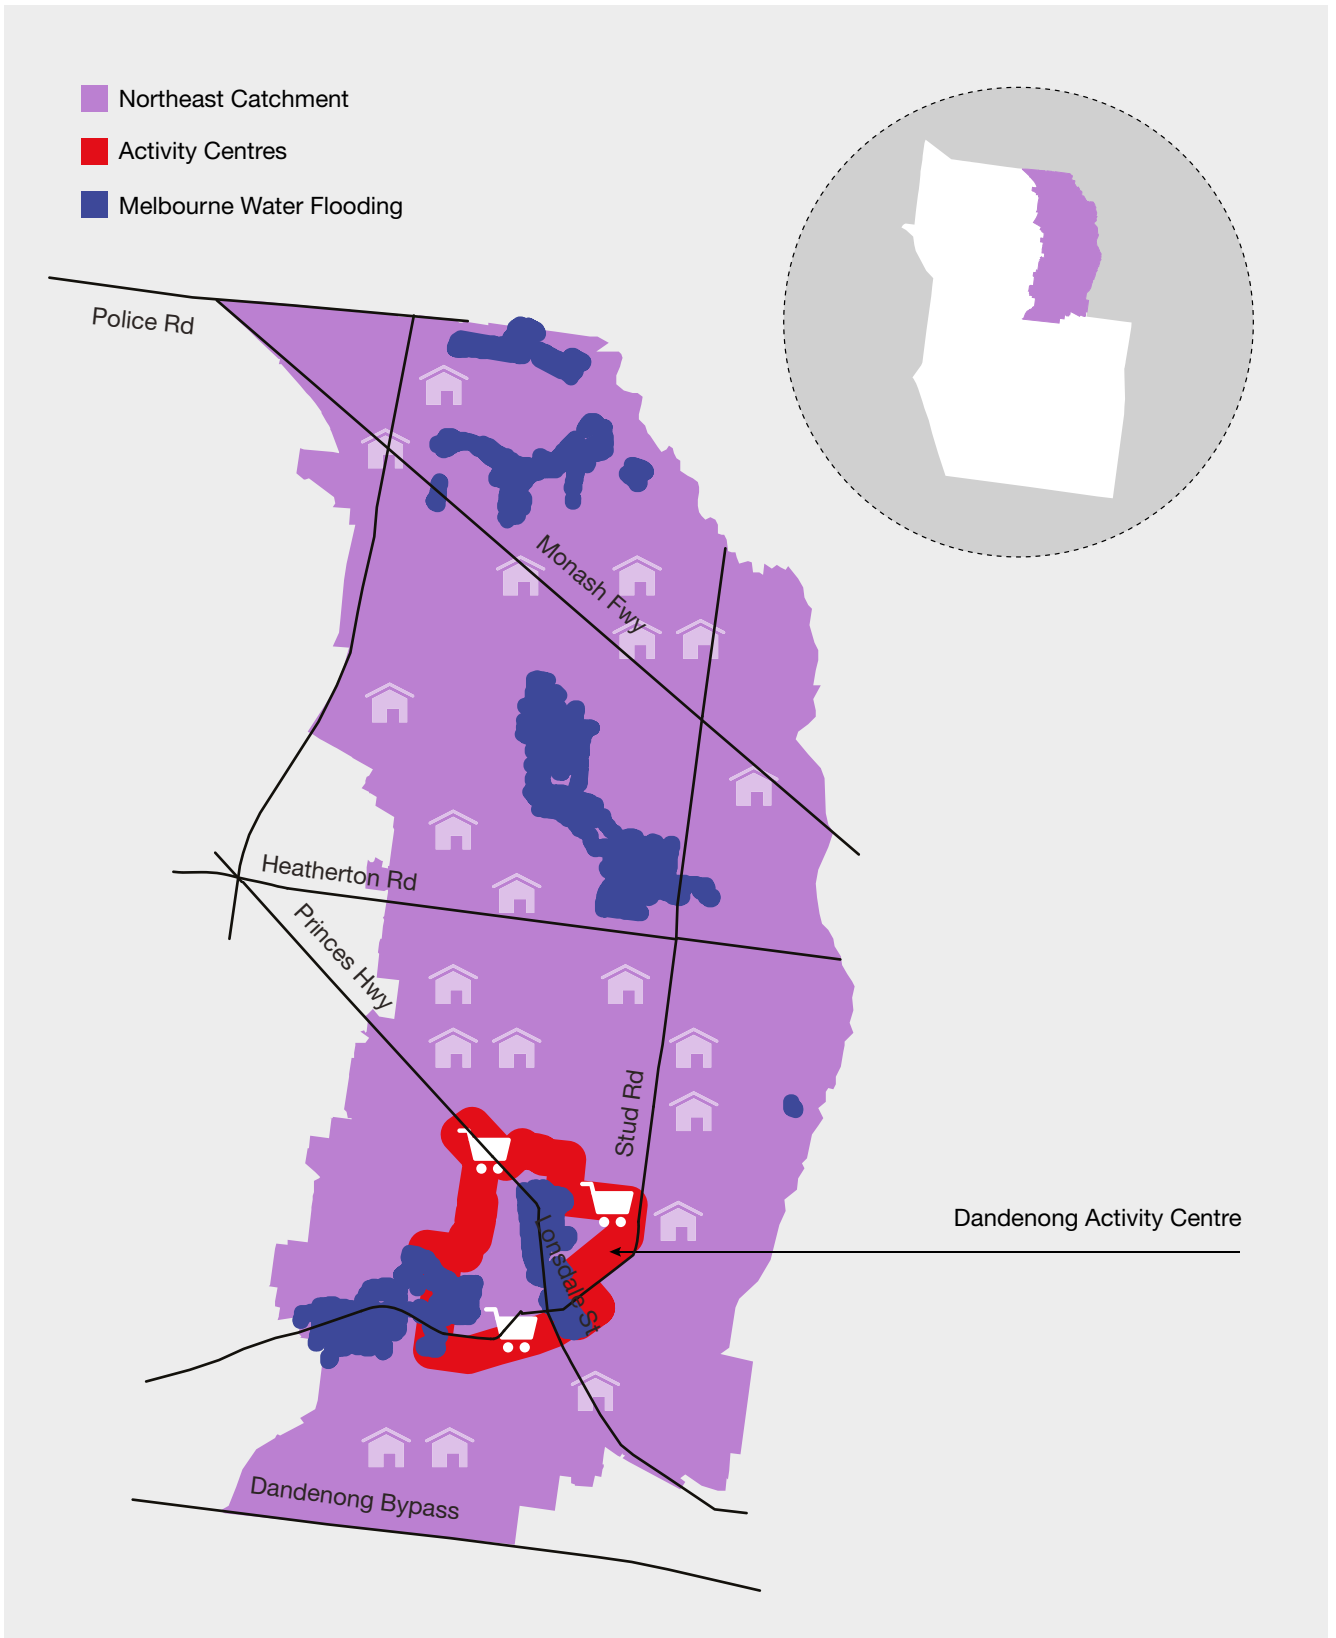 Northeast Catchment
Activity Centres
Melbourne Water Flooding
Police Rd
Monash Fwy
Heatherton Rd
Princes Hwy
Stud Rd
Dandenong Activity Centre
Lonsdale St
Dandenong Bypass